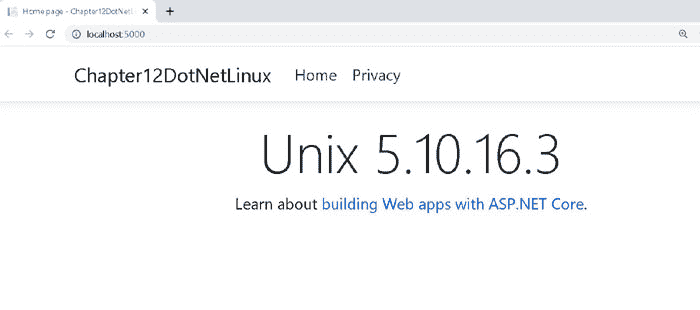 Home page - Chapter12DotNetLi
localhost:5000
Chapter12DotNetLinux Home Privacy
Unix 5.10.16.3
Learn about building Web apps with ASP.NET Core.